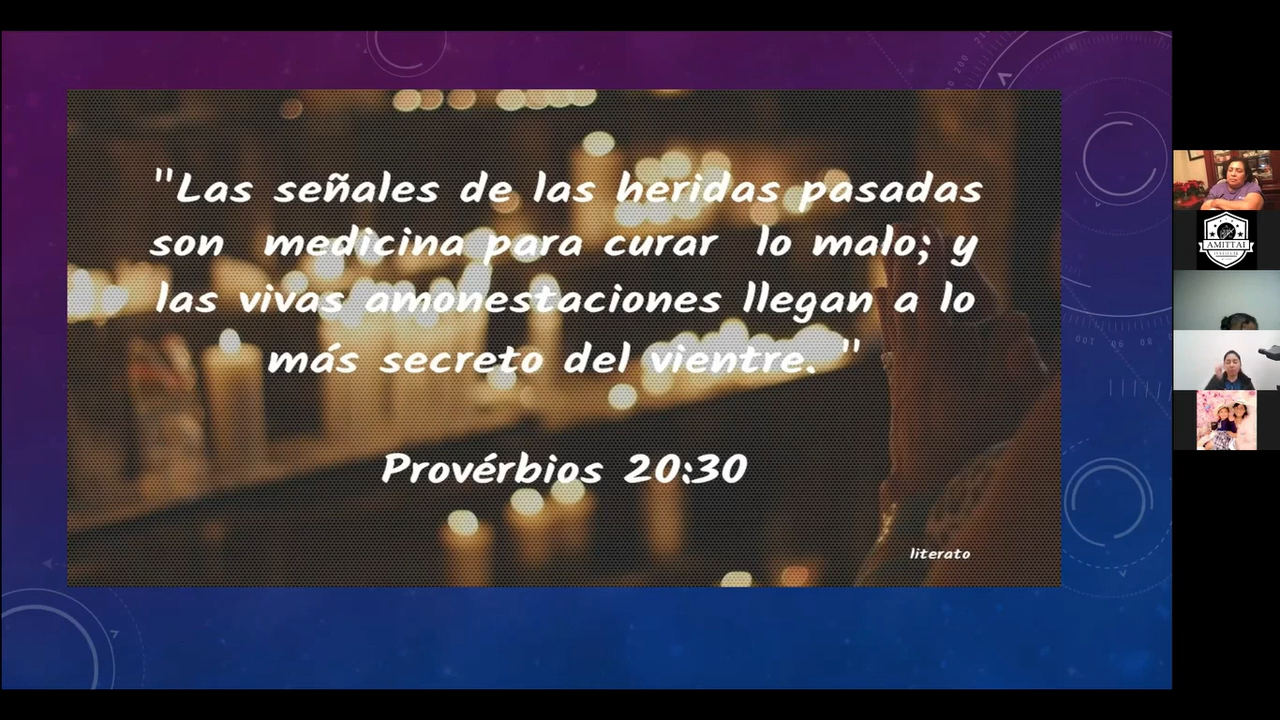 "Las señales de las heridas pasadas
son medicina para curar lo malo; y
las vivas amonestaciones llegan a lo
más secreto del vientre. "
Provérbios 20:30
literato
AMITTAI